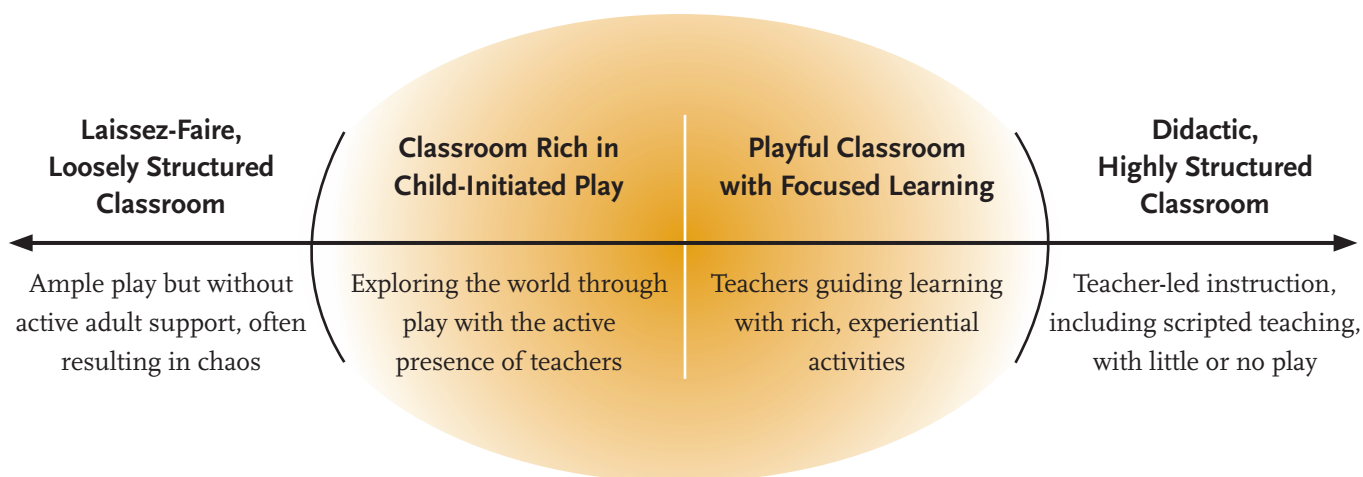 Laissez-Faire,
Loosely Structured
Classroom
Ample play but without
active adult support, often
resulting in chaos
Classroom Rich in
Child-Initiated Play
Exploring the world through
play with the active
presence of teachers
Playful Classroom
with Focused Learning
Teachers guiding learning
with rich, experiential
activities
Didactic,
Highly Structured
Classroom
Teacher-led instruction,
including scripted teaching,
with little or no play